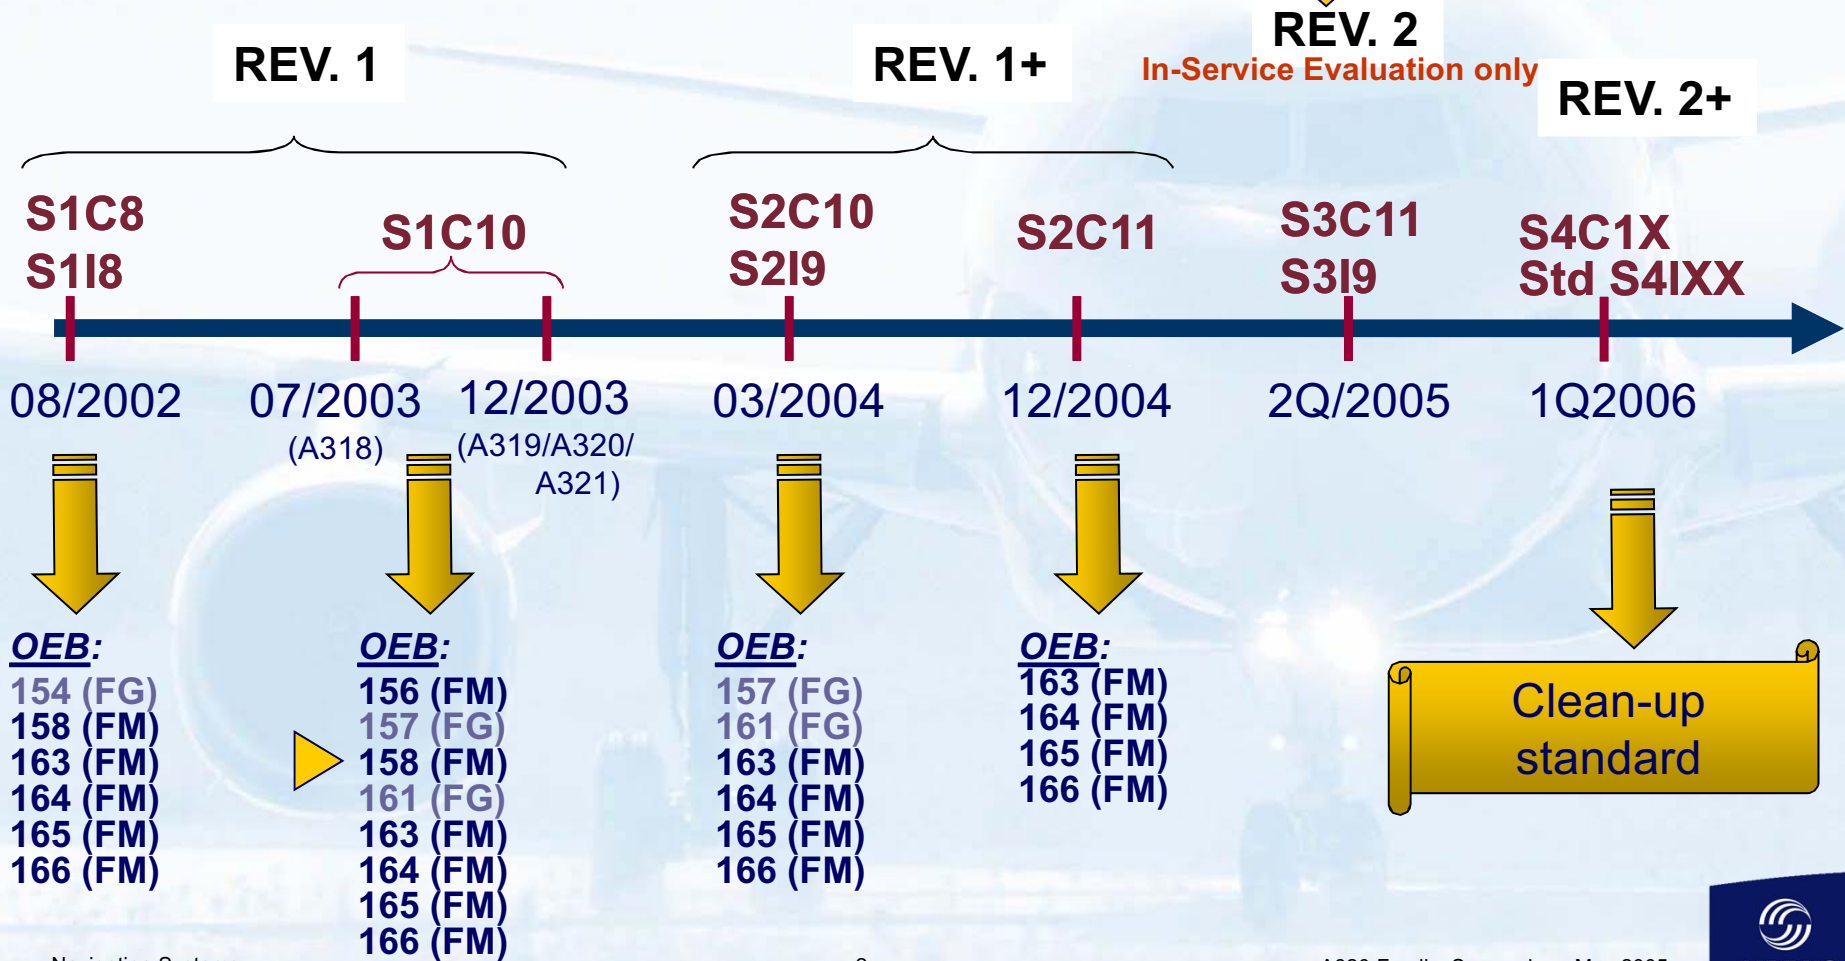 REV. 1
REV. 1+
REV. 2
In-Service Evaluation only
REV. 2+
S1C8
S1I8
S1C10
S2C10
S2I9
S2C11
S3C11
S3I9
S4C1X
Std S4IXX
08/2002
07/2003
(A318)
12/2003
(A319/A320/
A321)
03/2004
12/2004
2Q/2005
1Q2006
OEB:
154 (FG)
158 (FM)
163 (FM)
164 (FM)
165 (FM)
166 (FM)
OEB:
156 (FM)
157 (FG)
158 (FM)
161 (FG)
163 (FM)
164 (FM)
165 (FM)
166 (FM)
OEB:
157 (FG)
161 (FG)
163 (FM)
164 (FM)
165 (FM)
166 (FM)
OEB:
163 (FM)
164 (FM)
165 (FM)
166 (FM)
Clean-up
standard